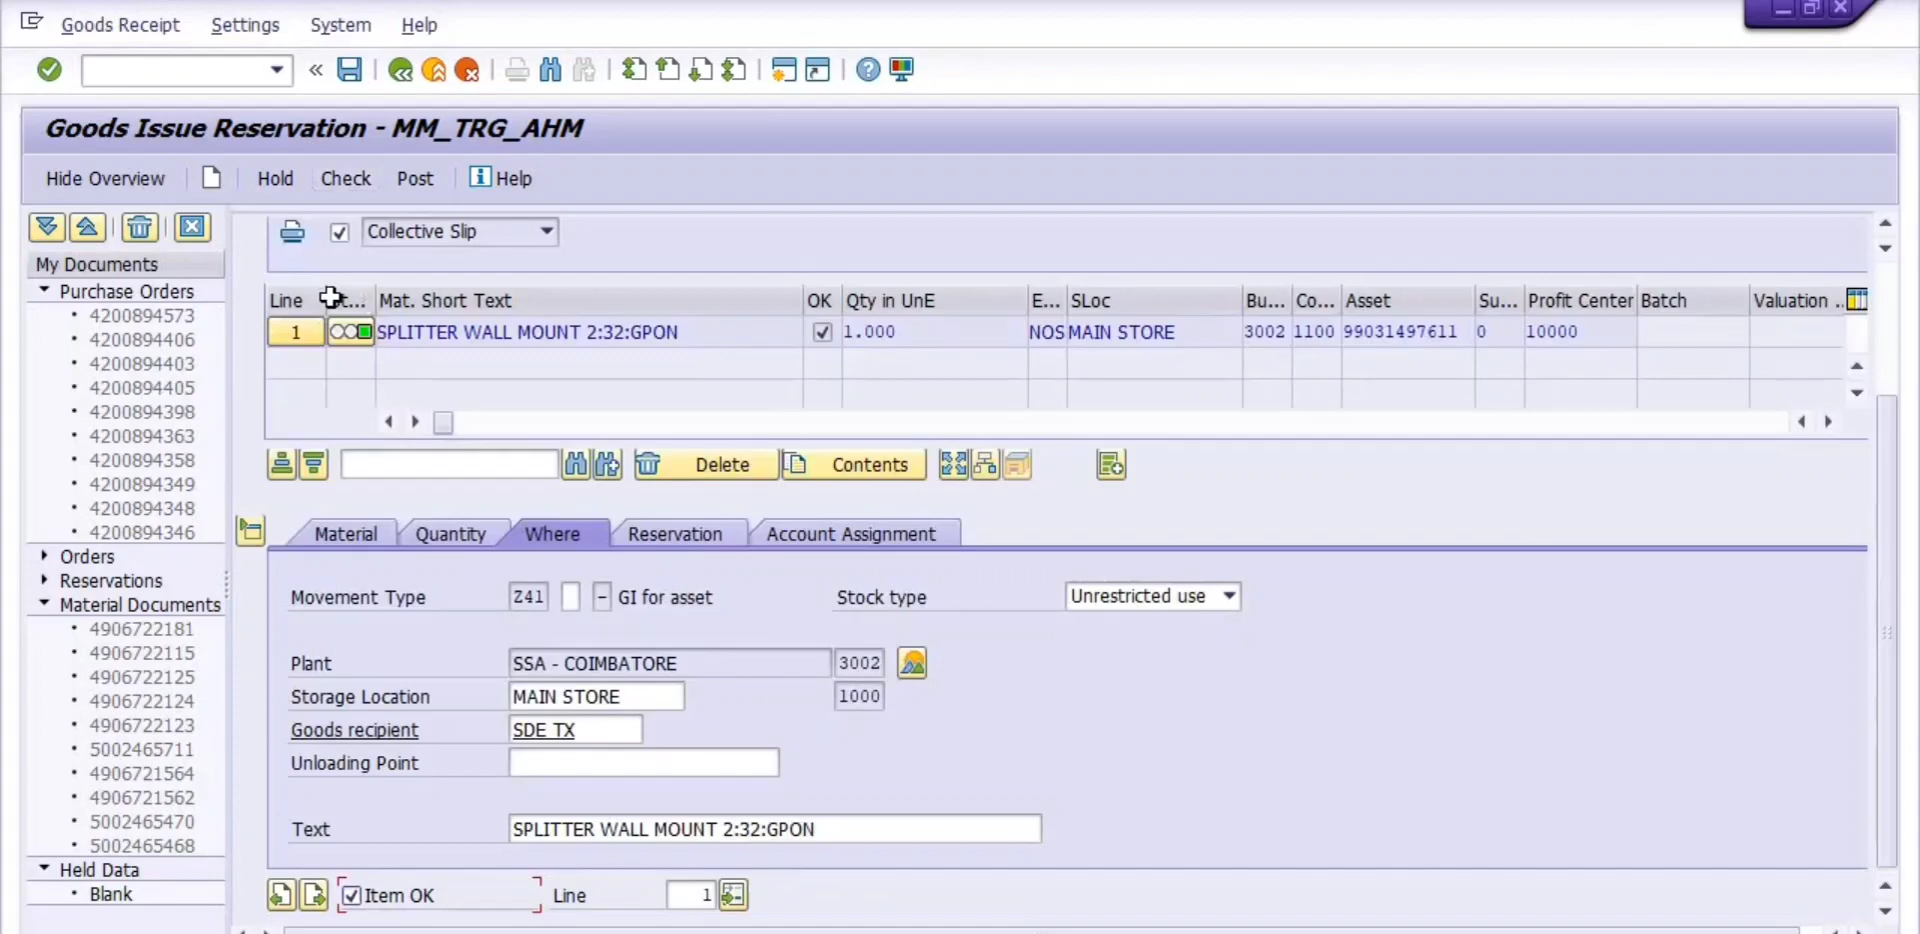 Goods Receipt Settings System Help
Goods Issue Reservation - MM_TRG_AHM
Hide Overview Hold Check Post Help
Collective Slip
My Documents
Purchase Orders
4200894573
4200894406
4200894403
4200894405
4200894398
4200894363
4200894358
4200894349
4200894348
4200894346
Orders
Reservations
Material Documents
4906722181
4906722115
4906722125
4906722124
4906722123
5002465711
4906721564
4906721562
5002465470
5002465468
Held Data
Blank
Line Mat. Short Text OK Qty in UnE E... SLoc Bu... Co... Asset Su... Profit Center Batch Valuation ..
1 SPLITTER WALL MOUNT 2:32:GPON 1.000 NOS MAIN STORE 3002 1100 99031497611 0 10000
Delete Contents
Material Quantity Where Reservation Account Assignment
Movement Type Z41 - GI for asset Stock type Unrestricted use
Plant SSA - COIMBATORE 3002
Storage Location MAIN STORE 1000
Goods recipient SDE TX
Unloading Point
Text SPLITTER WALL MOUNT 2:32:GPON
Item OK Line 1